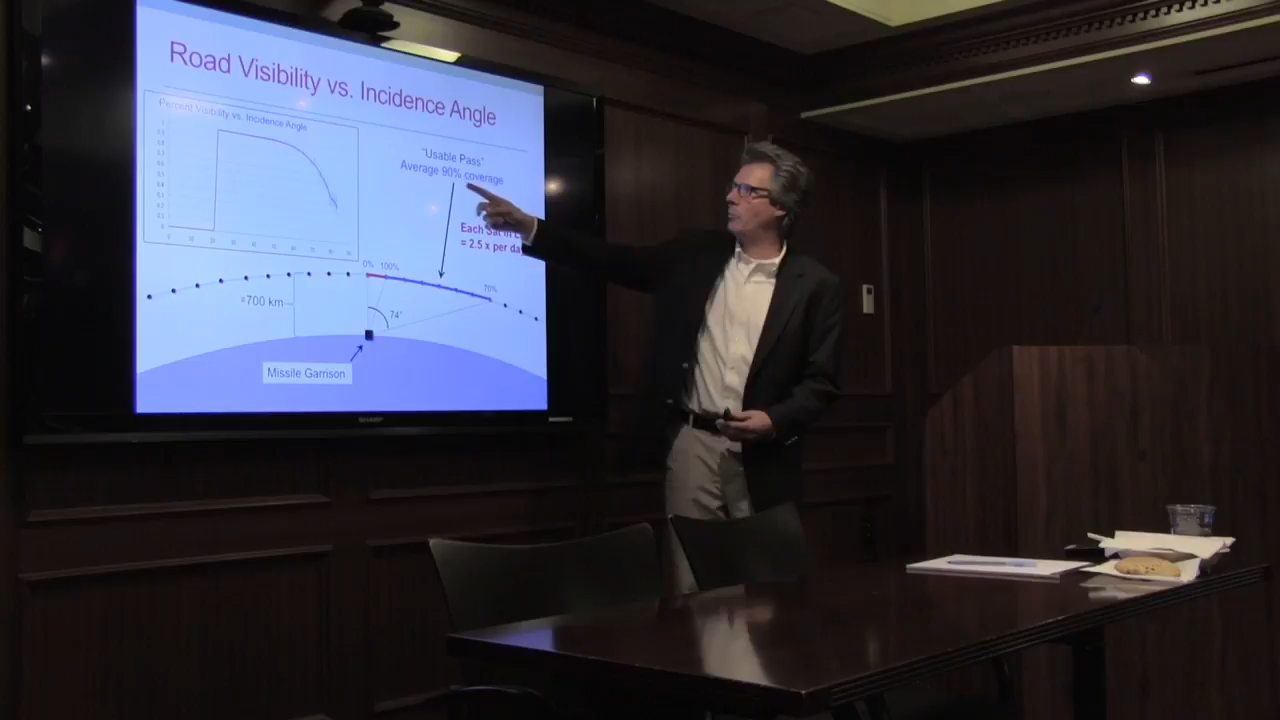 Road Visibility vs. Incidence Angle
Percent Visibility vs. Incidence Angle
"Usable Pass"
Average 90% coverage
Each Sat in
= 2.5 x per da
0% 100%
70%
≈700 km
74°
Missile Garrison
SHARP